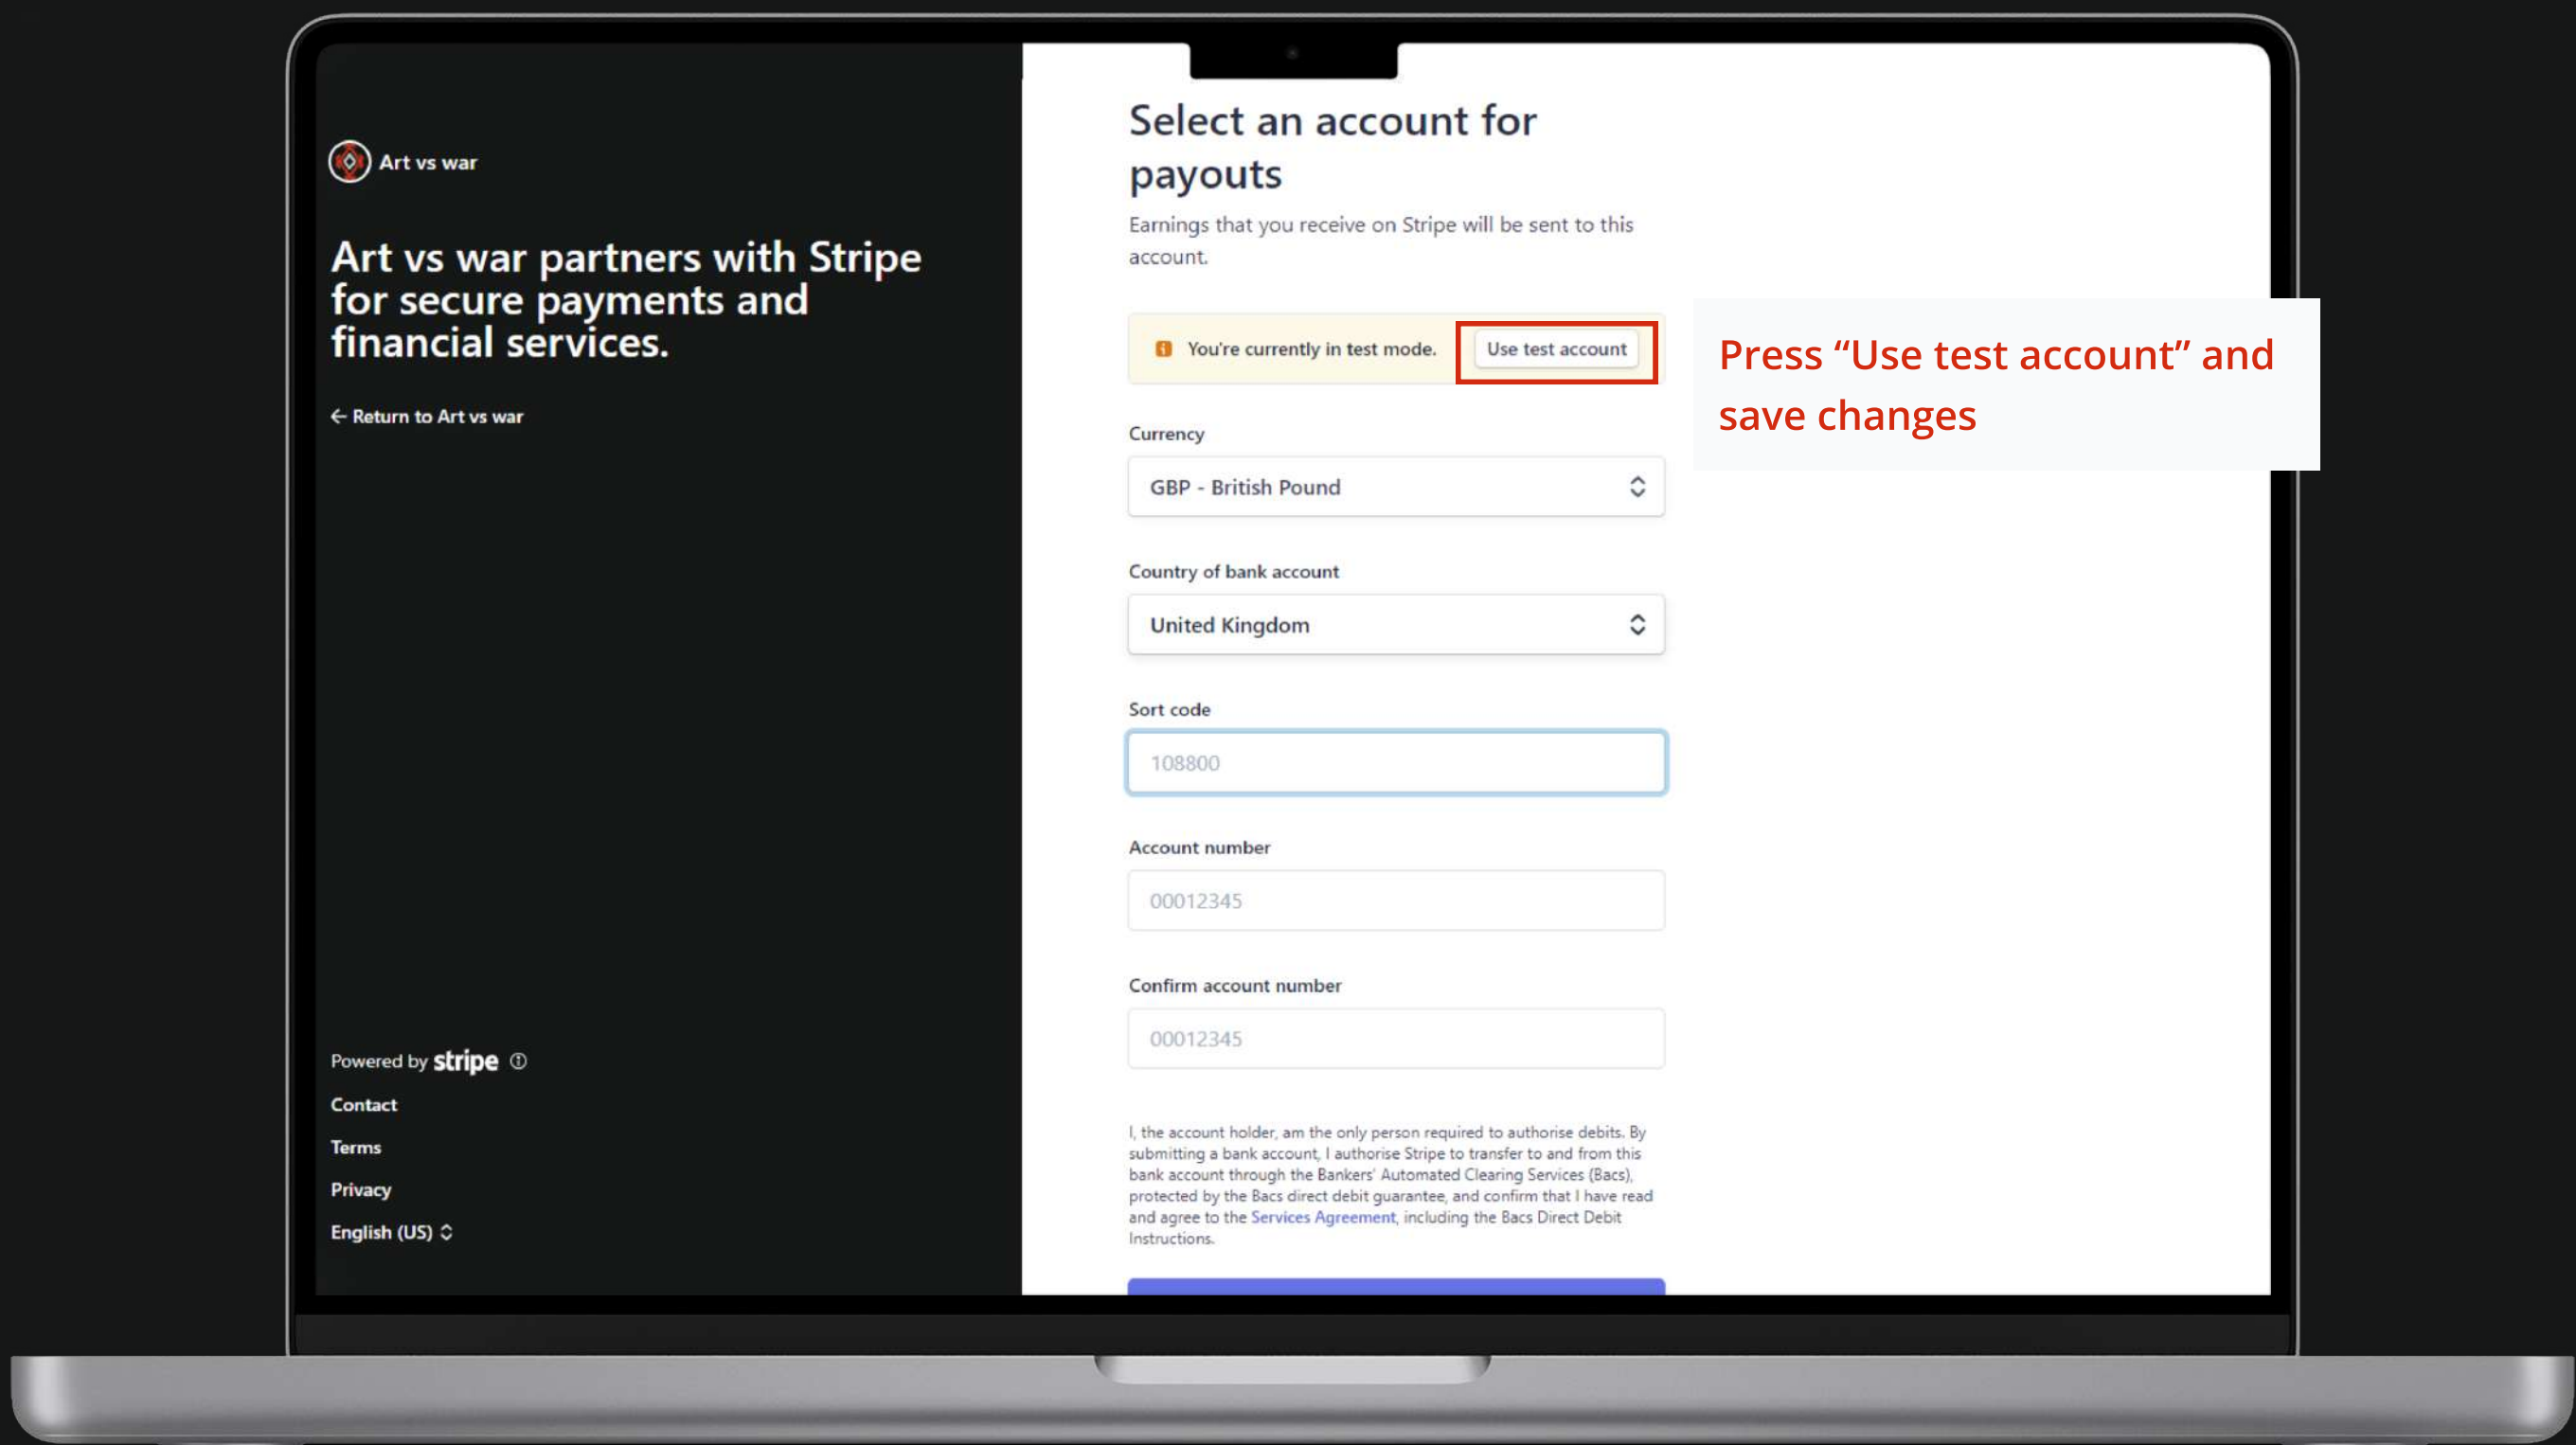 Art vs war
Art vs war partners with Stripe
for secure payments and
financial services.
← Return to Art vs war
Powered by stripe
Contact
Terms
Privacy
English (US)
Select an account for
payouts
Earnings that you receive on Stripe will be sent to this
account.
You're currently in test mode. Use test account
Currency
GBP - British Pound
Country of bank account
United Kingdom
Sort code
108800
Account number
00012345
Confirm account number
00012345
I, the account holder, am the only person required to authorise debits. By
submitting a bank account, I authorise Stripe to transfer to and from this
bank account through the Bankers' Automated Clearing Services (Bacs),
protected by the Bacs direct debit guarantee, and confirm that I have read
and agree to the Services Agreement, including the Bacs Direct Debit
Instructions.
Press “Use test account” and
save changes